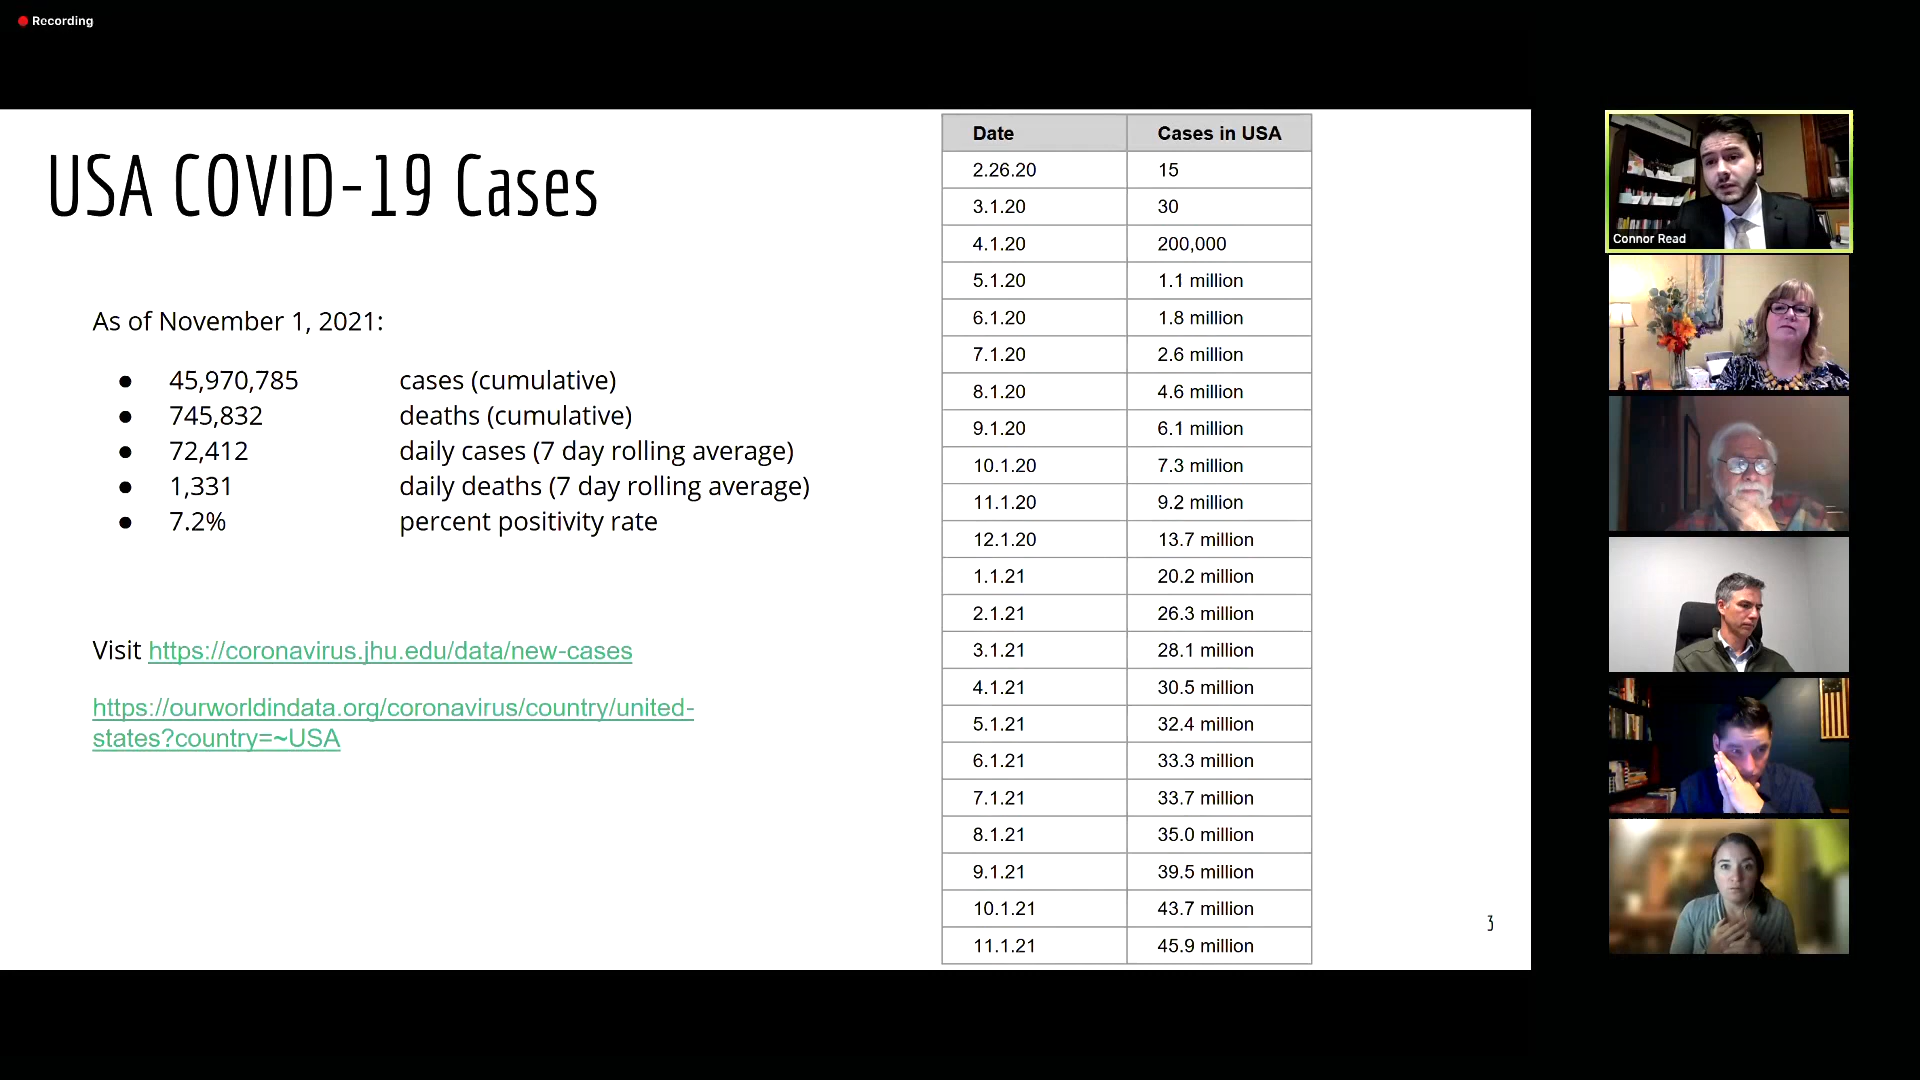 Recording
USA COVID-19 Cases
As of November 1, 2021:
● 45,970,785 cases (cumulative)
● 745,832 deaths (cumulative)
● 72,412 daily cases (7 day rolling average)
● 1,331 daily deaths (7 day rolling average)
● 7.2% percent positivity rate
Visit https://coronavirus.jhu.edu/data/new-cases
https://ourworldindata.org/coronavirus/country/united-
states?country=~USA
Date Cases in USA
2.26.20 15
3.1.20 30
4.1.20 200,000
5.1.20 1.1 million
6.1.20 1.8 million
7.1.20 2.6 million
8.1.20 4.6 million
9.1.20 6.1 million
10.1.20 7.3 million
11.1.20 9.2 million
12.1.20 13.7 million
1.1.21 20.2 million
2.1.21 26.3 million
3.1.21 28.1 million
4.1.21 30.5 million
5.1.21 32.4 million
6.1.21 33.3 million
7.1.21 33.7 million
8.1.21 35.0 million
9.1.21 39.5 million
10.1.21 43.7 million
11.1.21 45.9 million
3
Connor Read